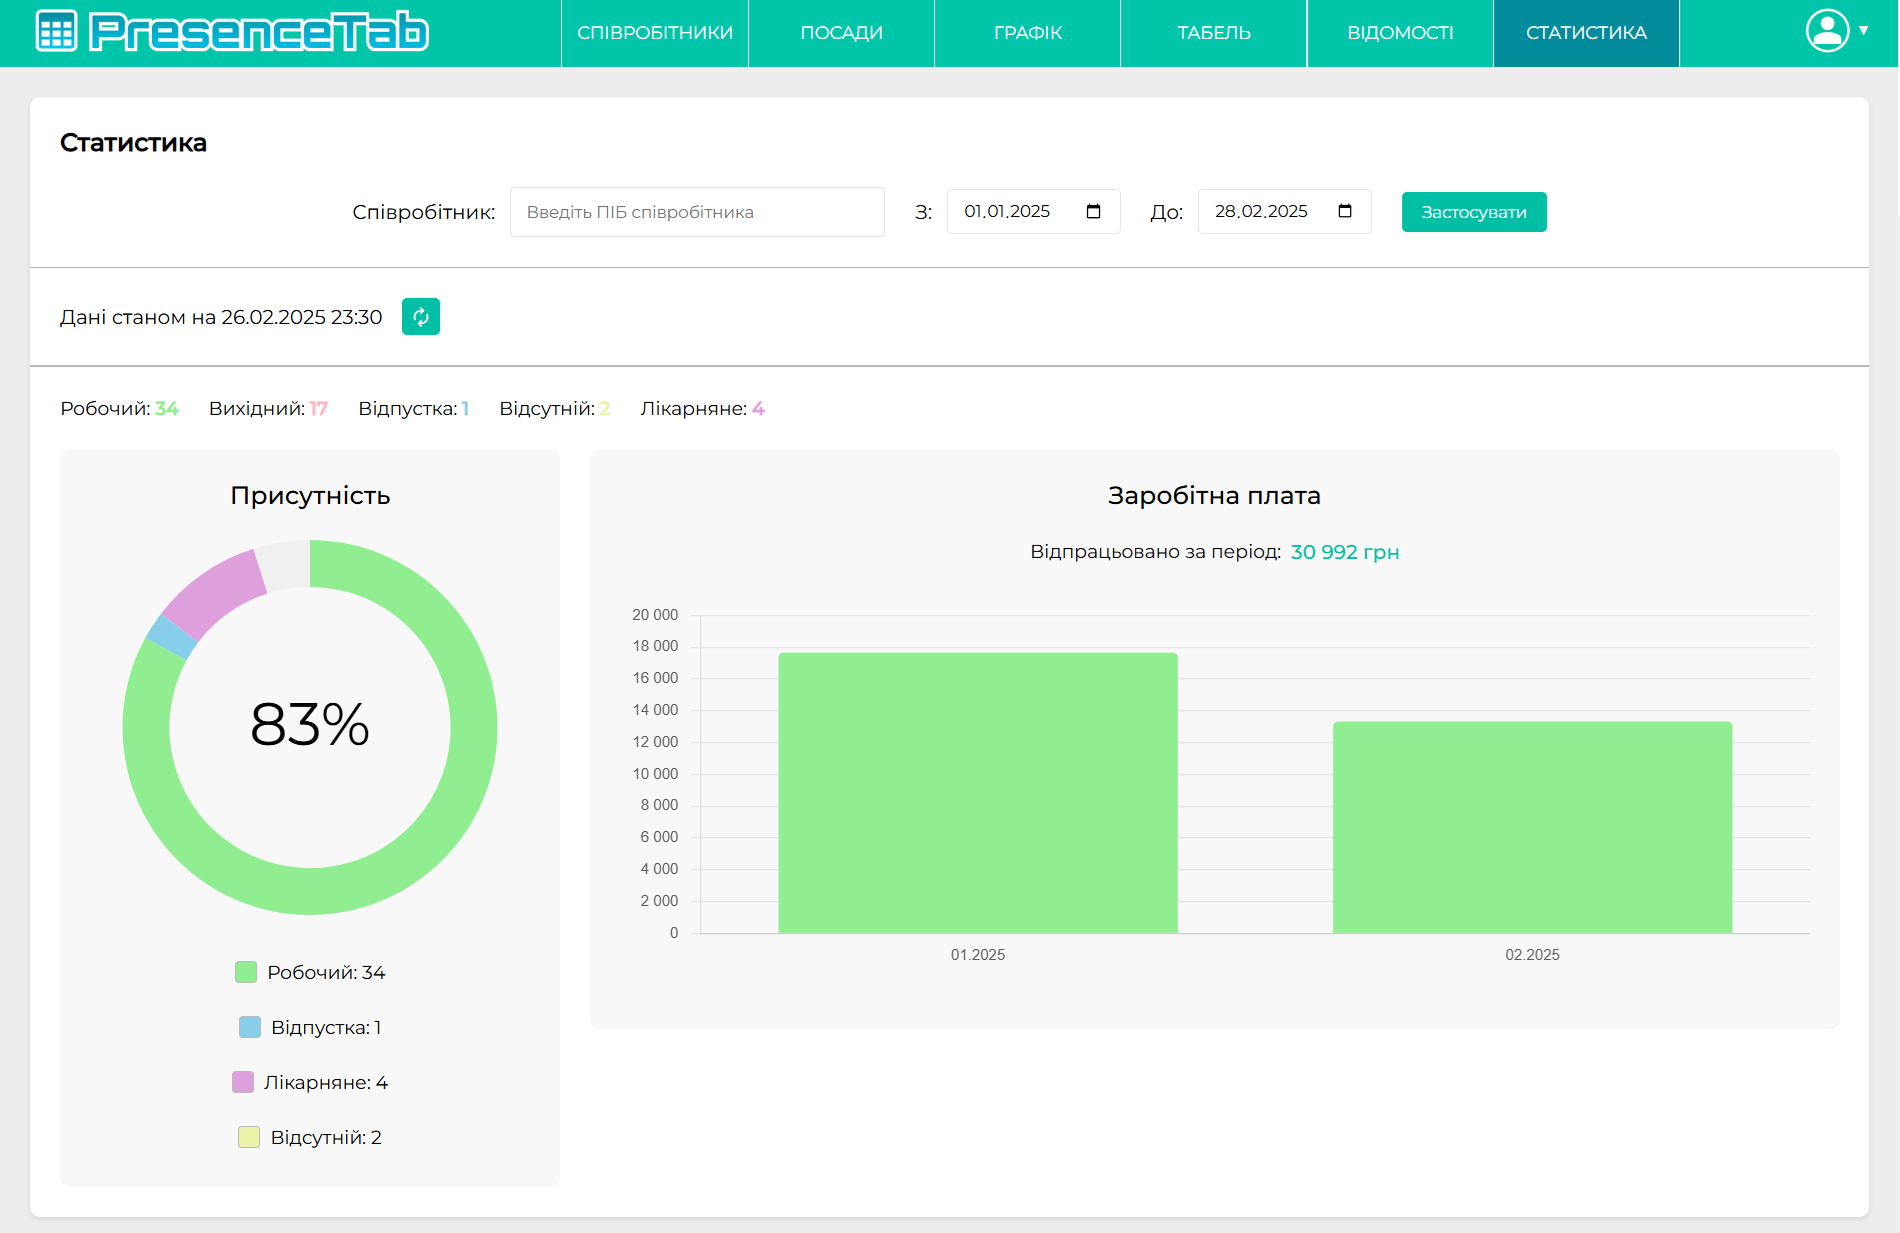 PresenceTab
СПІВРОБІТНИКИ
ПОСАДИ
ГРАФІК
ТАБЕЛЬ
ВІДОМОСТІ
СТАТИСТИКА
Статистика
Співробітник: Введіть ПІБ співробітника З: 01.01.2025 До: 28.02.2025 Застосувати
Дані станом на 26.02.2025 23:30
Робочий: 34 Вихідний: 17 Відпустка: 1 Відсутній: 2 Лікарняне: 4
Присутність
83%
Робочий: 34
Відпустка: 1
Лікарняне: 4
Відсутній: 2
Заробітна плата
Відпрацьовано за період: 30 992 грн
20 000
18 000
16 000
14 000
12 000
10 000
8 000
6 000
4 000
2 000
0
01.2025
02.2025